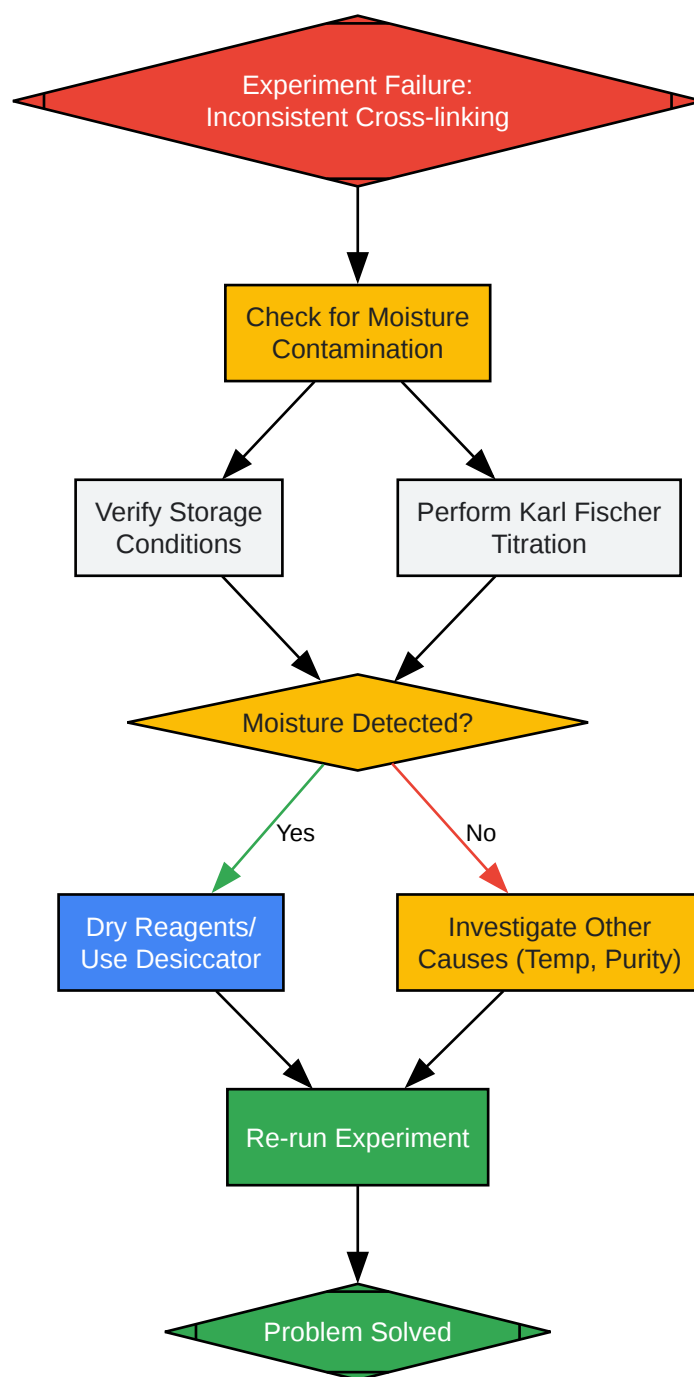 Experiment Failure:
Inconsistent Cross-linking
Check for Moisture
Contamination
Verify Storage
Conditions
Perform Karl Fischer
Titration
Moisture Detected?
Yes
No
Dry Reagents/
Use Desiccator
Investigate Other
Causes (Temp, Purity)
Re-run Experiment
Problem Solved